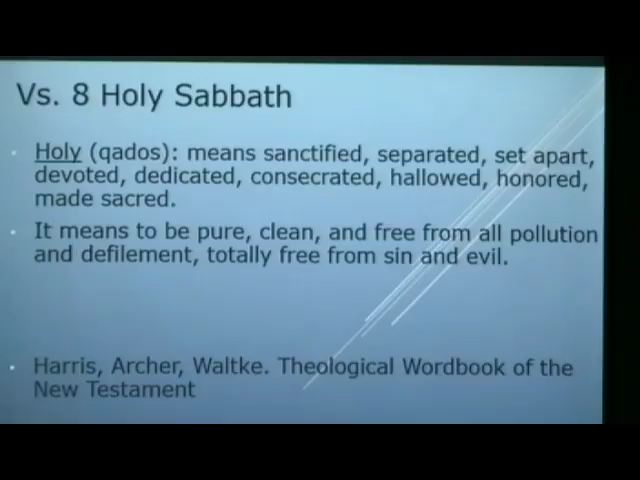 Vs. 8 Holy Sabbath
Holy (qados): means sanctified, separated, set apart,
devoted, dedicated, consecrated, hallowed, honored,
made sacred.
It means to be pure, clean, and free from all pollution
and defilement, totally free from sin and evil.
Harris, Archer, Waltke. Theological Wordbook of the
New Testament